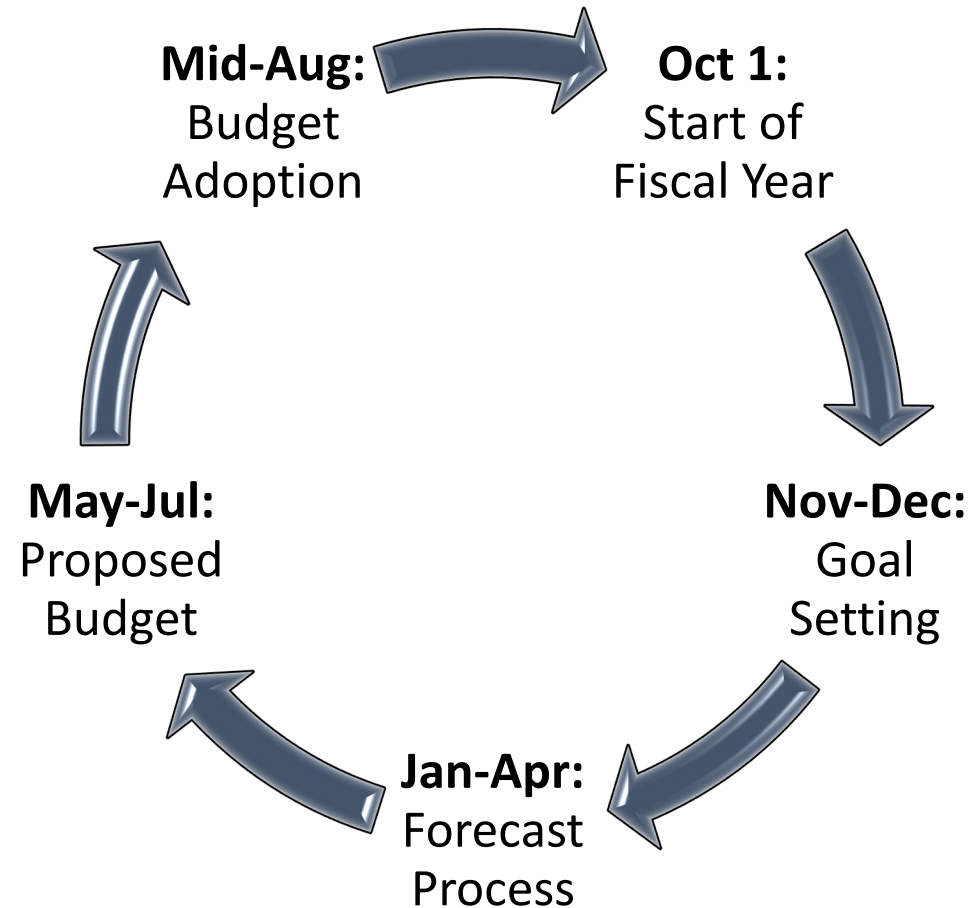 Mid-Aug:
Budget
Adoption
Oct 1:
Start of
Fiscal Year
Nov-Dec:
Goal
Setting
Jan-Apr:
Forecast
Process
May-Jul:
Proposed
Budget